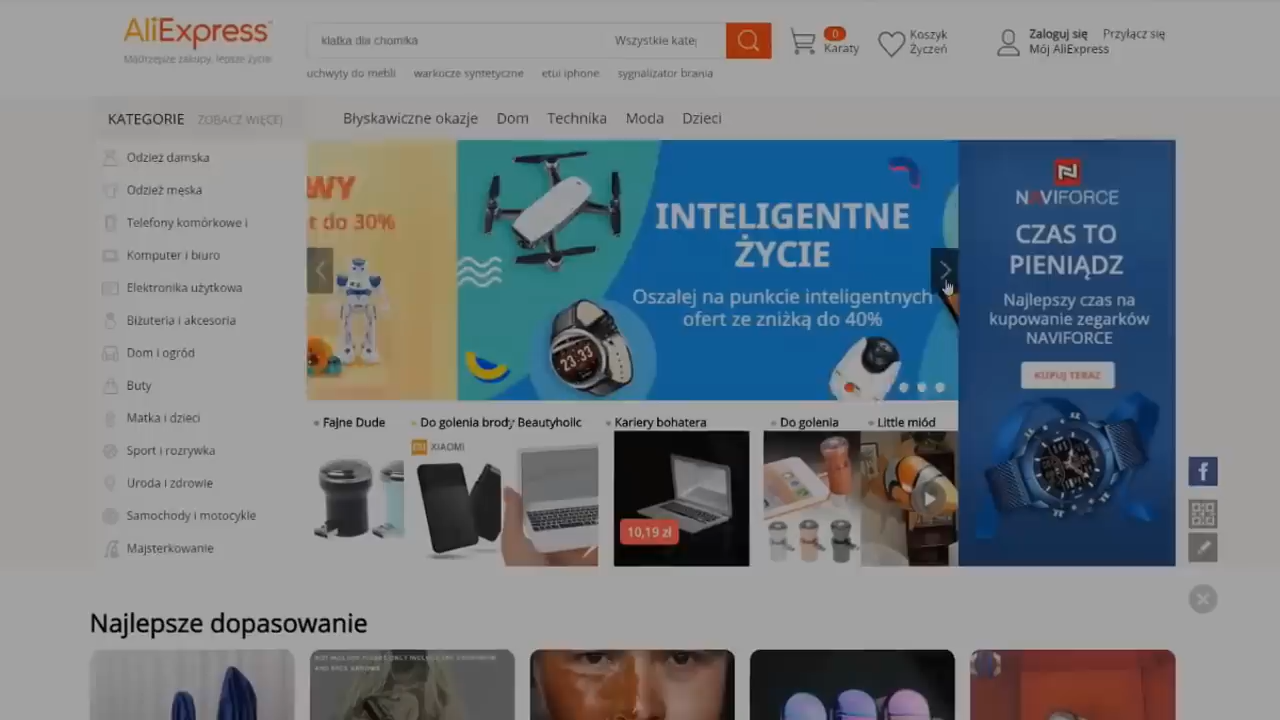 AliExpress
Mądrzejsze zakupy, lepsze życie
klatka dla chomika
Wszystkie kate
0
Karaty
Koszyk
Życzeń
Zaloguj się
Przyłącz się
Mój AliExpress
uchwyty do mebli
warkocze syntetyczne
etui iphone
sygnalizator brania
KATEGORIE
ZOBACZ WIĘCEJ
Błyskawiczne okazje
Dom
Technika
Moda
Dzieci
Odzież damska
Odzież męska
Telefony komórkowe i
Komputer i biuro
Elektronika użytkowa
Biżuteria i akcesoria
Dom i ogród
Buty
Matka i dzieci
Sport i rozrywka
Uroda i zdrowie
Samochody i motocykle
Majsterkowanie
WY
t do 30%
INTELIGENTNE
ŻYCIE
Oszalej na punkcie inteligentnych
ofert ze zniżką do 40%
23:33
NAVIFORCE
CZAS TO
PIENIĄDZ
Najlepszy czas na
kupowanie zegarków
NAVIFORCE
KUPUJ TERAZ
Fajne Dude
Do golenia brody
Beautyholic
Kariery bohatera
Do golenia
Little miód
XIAOMI
10,19 zł
Najlepsze dopasowanie